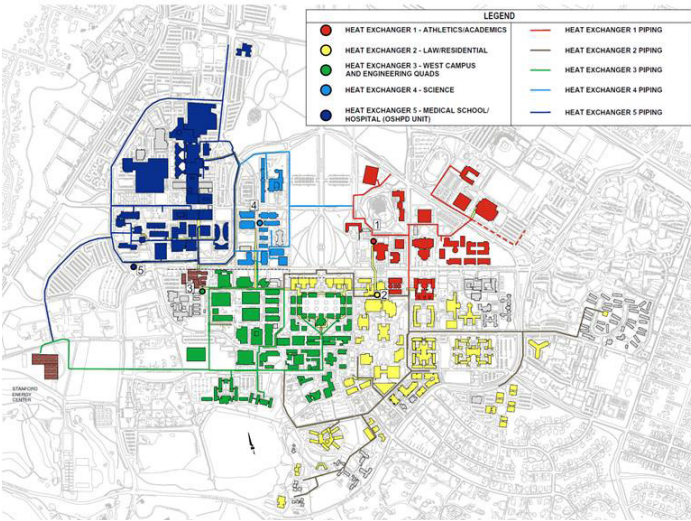 LEGEND
HEAT EXCHANGER 1 - ATHLETICS/ACADEMICS
HEAT EXCHANGER 1 PIPING
HEAT EXCHANGER 2 - LAW/RESIDENTIAL
HEAT EXCHANGER 2 PIPING
HEAT EXCHANGER 3 - WEST CAMPUS
AND ENGINEERING QUADS
HEAT EXCHANGER 3 PIPING
HEAT EXCHANGER 4 - SCIENCE
HEAT EXCHANGER 4 PIPING
HEAT EXCHANGER 5 - MEDICAL SCHOOL/
HOSPITAL (OSHPD UNIT)
HEAT EXCHANGER 5 PIPING
4
1
5
3
2
STANFORD
ENERGY
CENTER